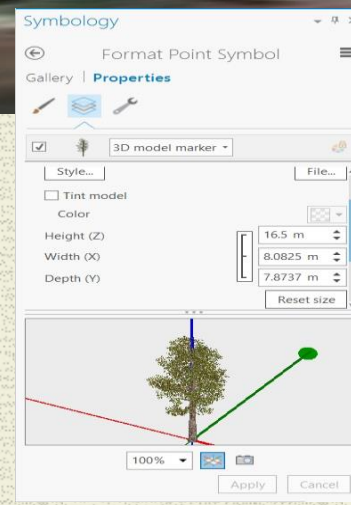 Symbology
Format Point Symbol
Gallery | Properties
3D model marker
Style... File...
Tint model
Color
Height (Z) 16.5 m
Width (X) 8.0825 m
Depth (Y) 7.8737 m
Reset size
100%
Apply Cancel